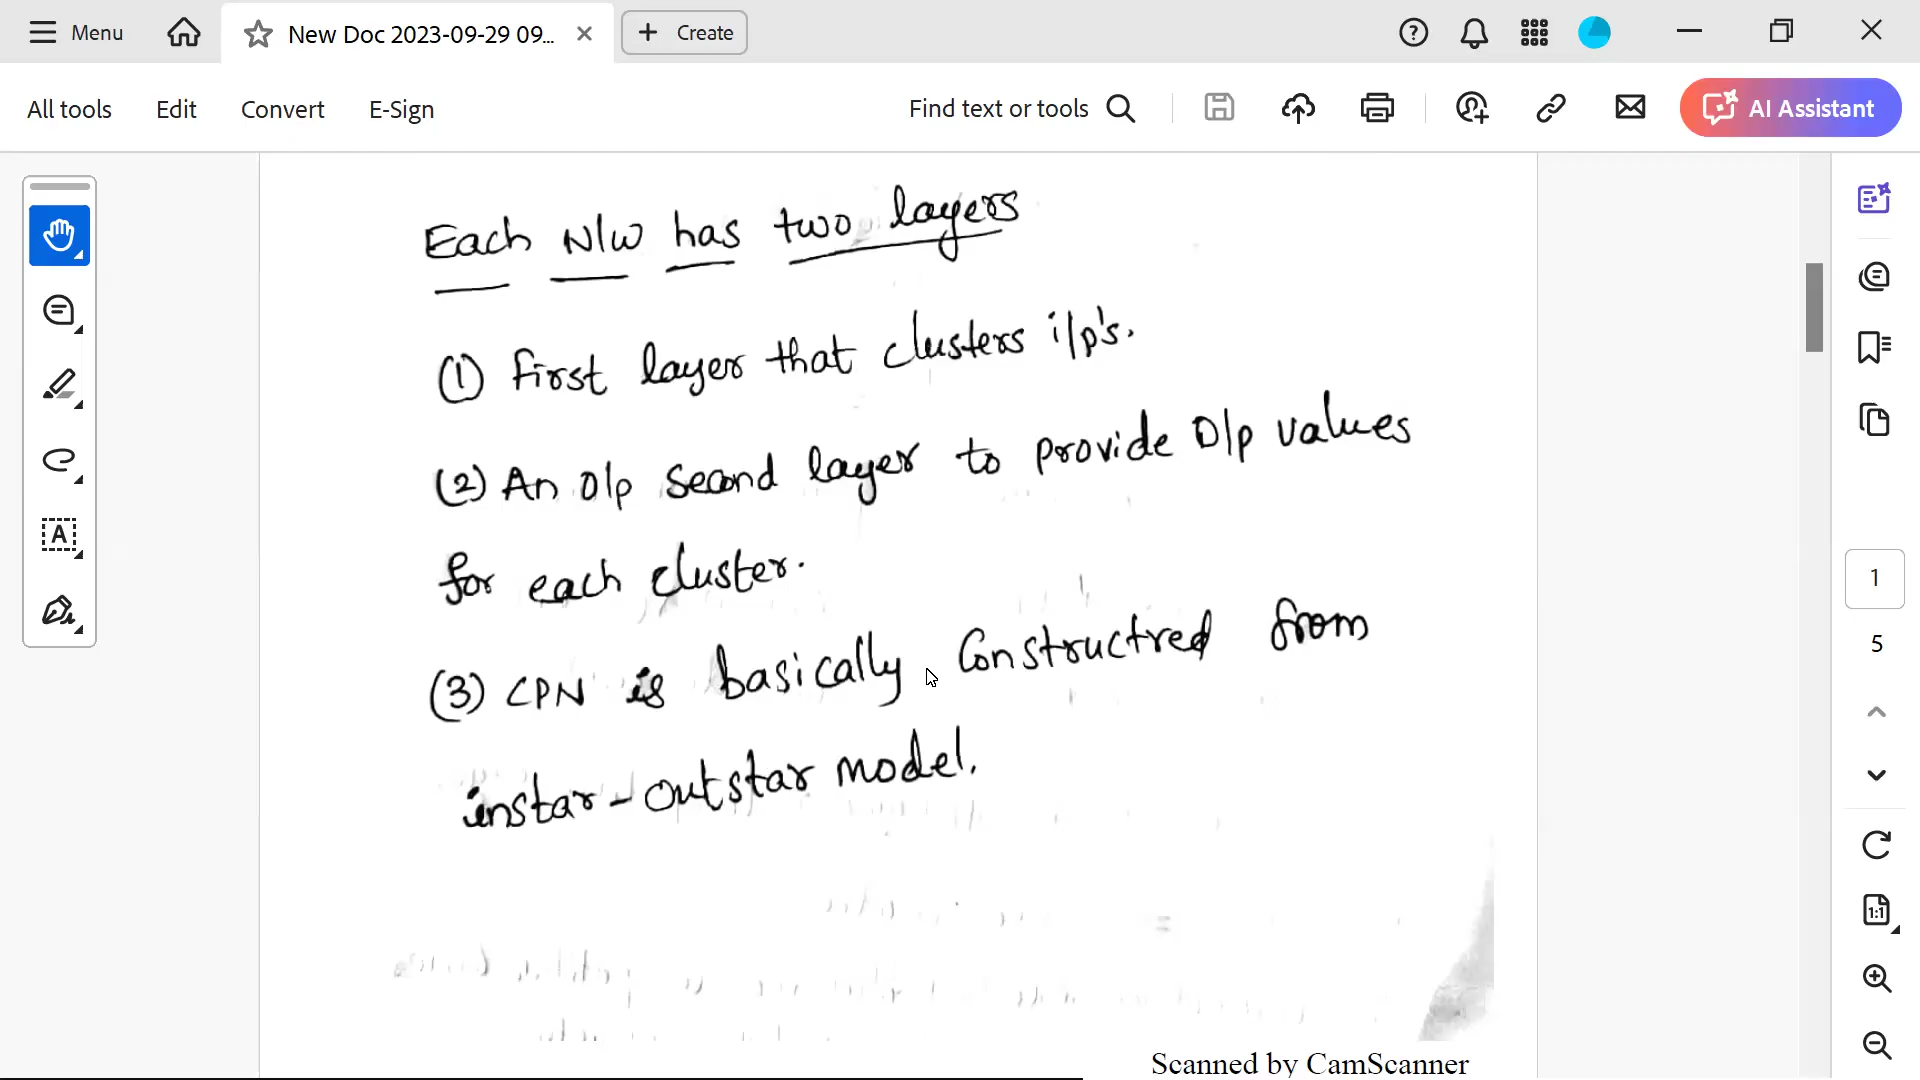 Menu
New Doc 2023-09-29 09...
Create
All tools
Edit
Convert
E-Sign
Find text or tools
AI Assistant
Each N/W has two layers
(1) First layer that clusters i/p's.
(2) An o/p second layer to provide O/p values
for each cluster.
(3) CPN is basically Constructred from
instar - outstar model.
1
5
Scanned by CamScanner